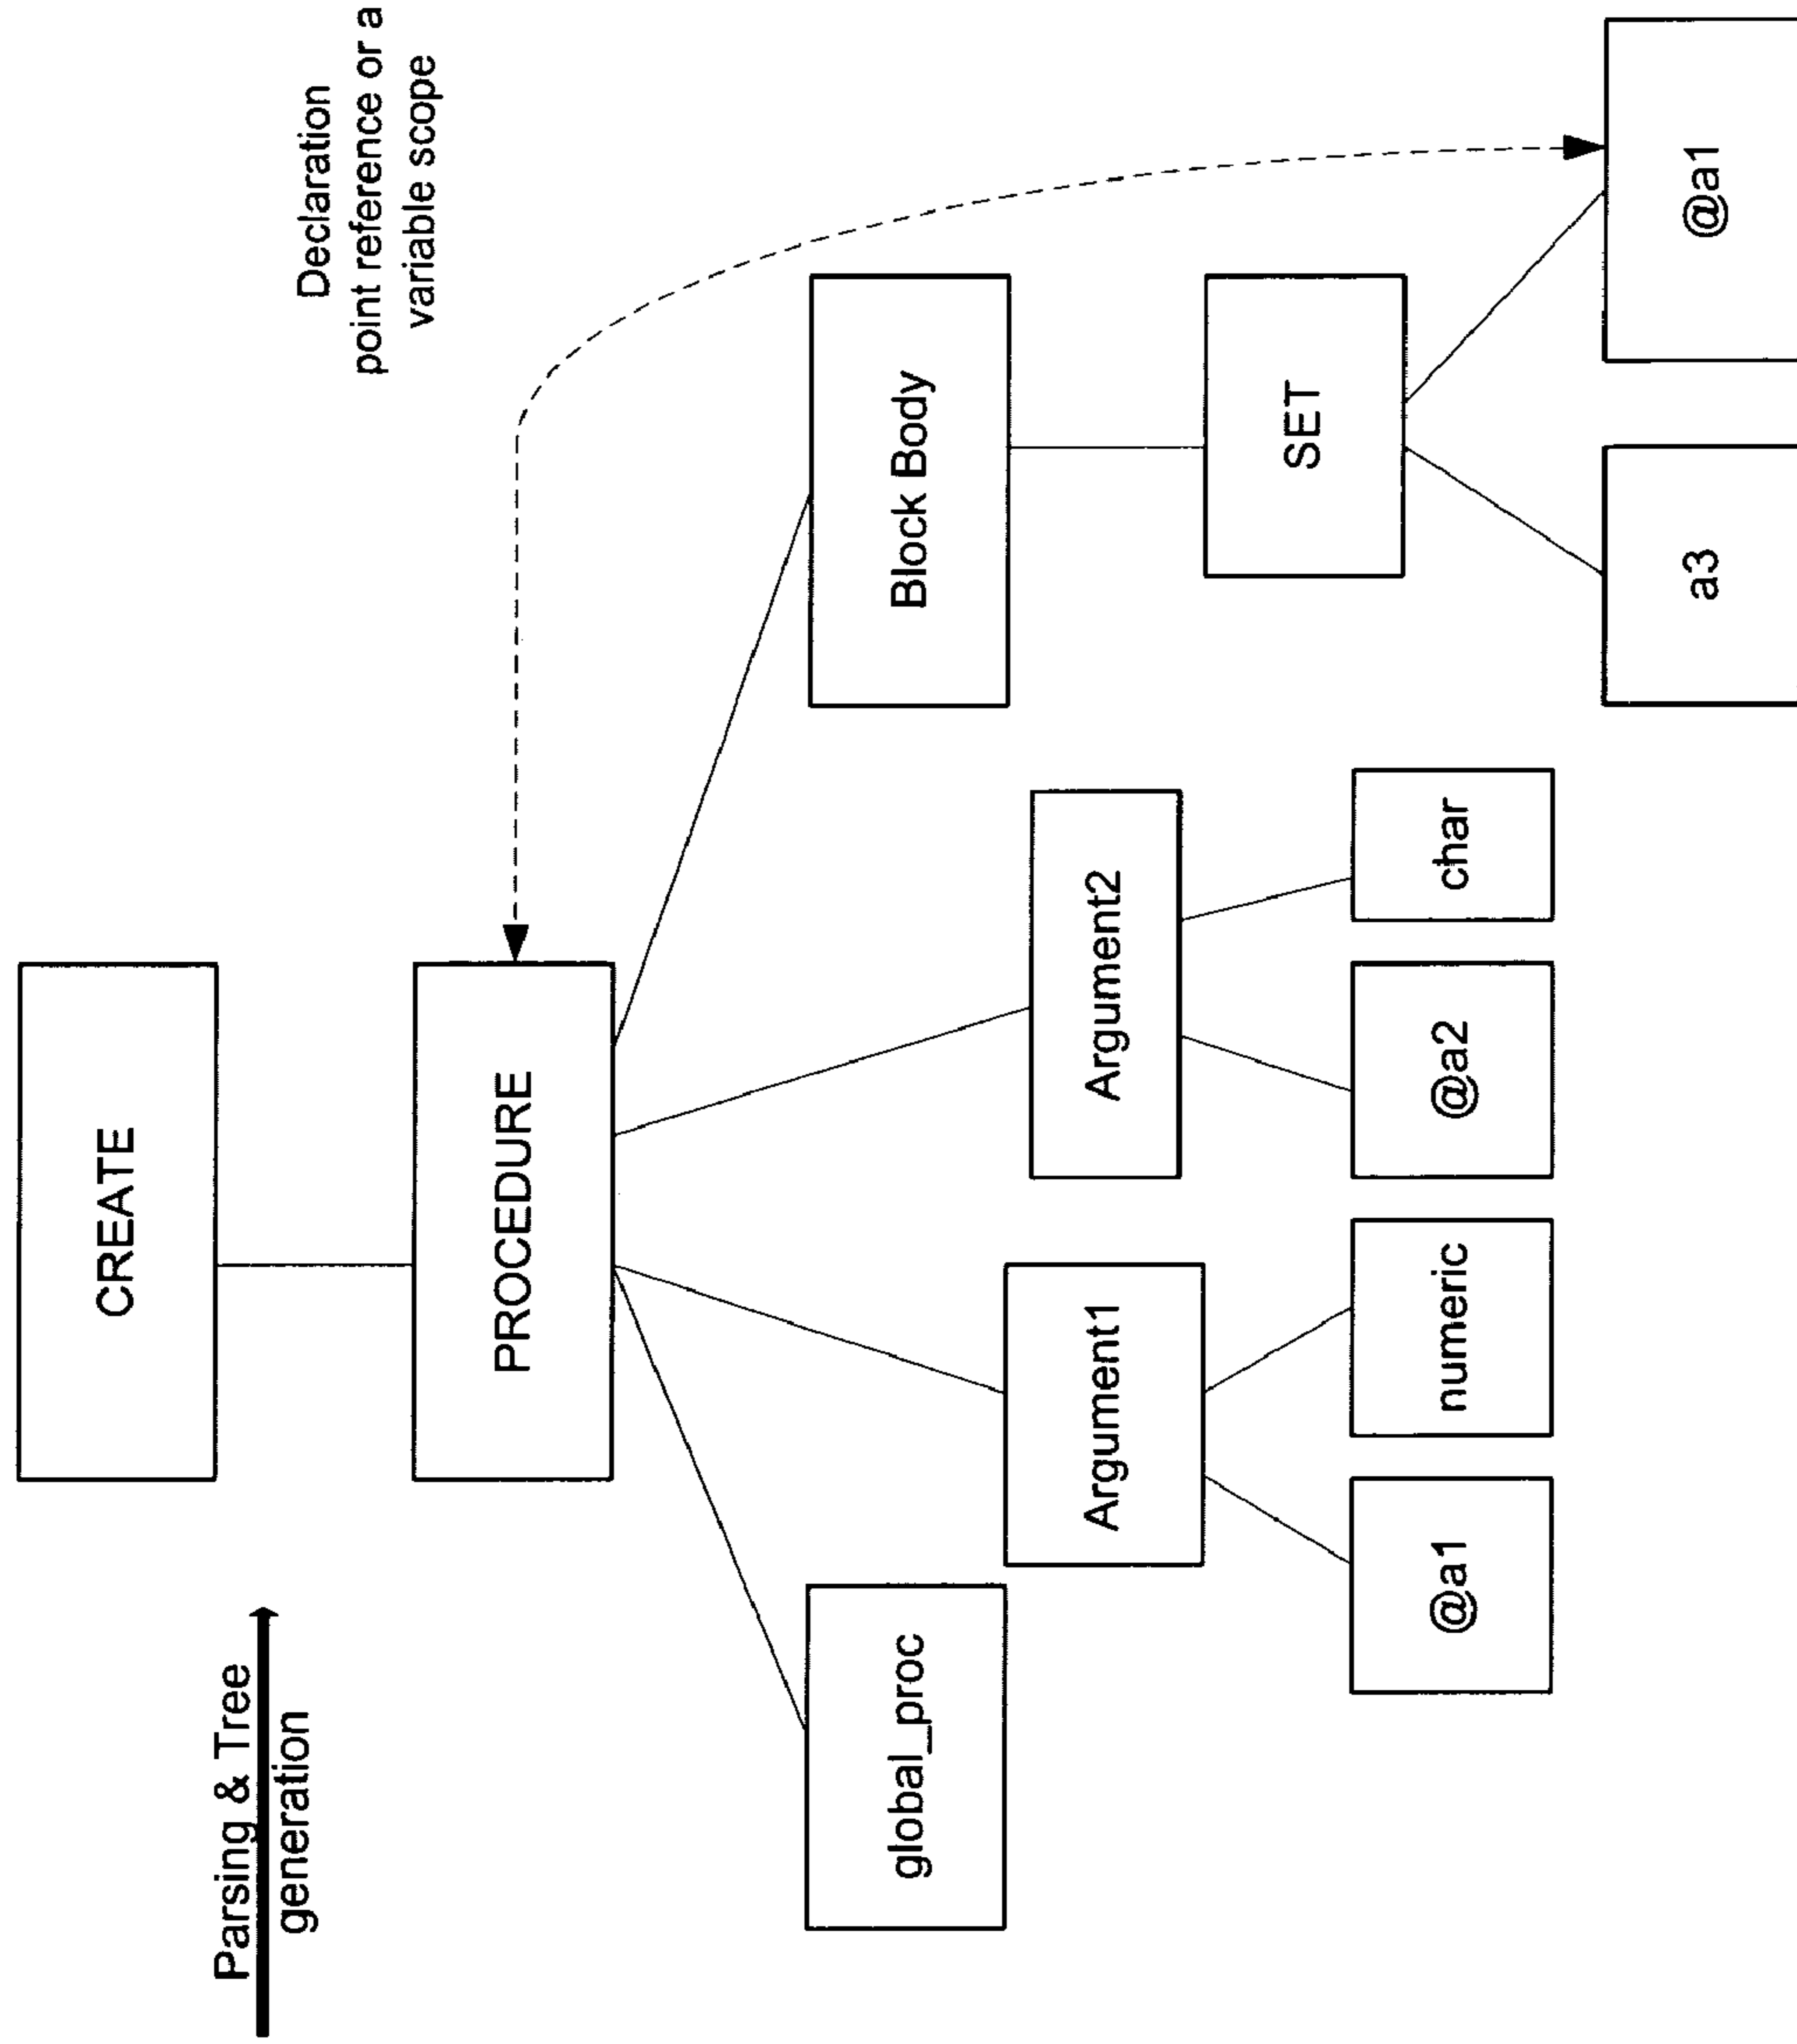 Parsing & Tree
generation
Declaration
point reference or a
variable scope
CREATE
PROCEDURE
global_proc
Argument1
Argument2
Block Body
@a1
numeric
@a2
char
SET
a3
@a1